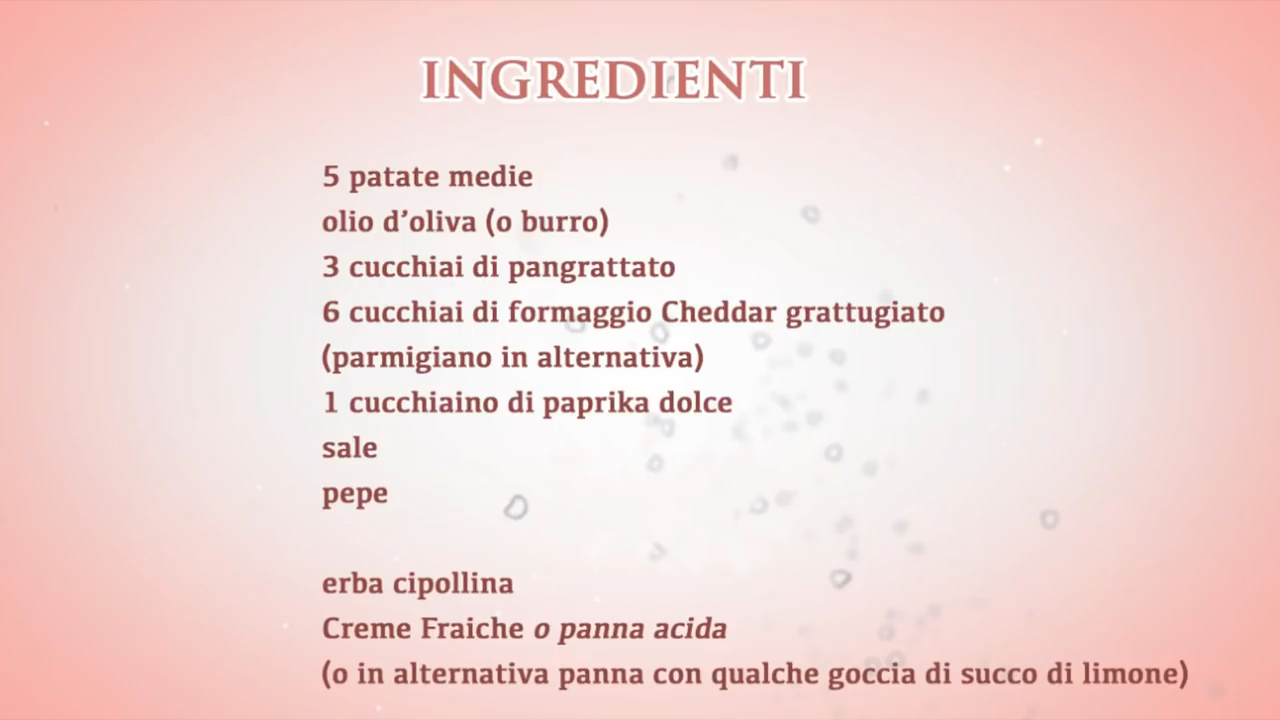 INGREDIENTI
5 patate medie
olio d’oliva (o burro)
3 cucchiai di pangrattato
6 cucchiai di formaggio Cheddar grattugiato
(parmigiano in alternativa)
1 cucchiaino di paprika dolce
sale
pepe
erba cipollina
Creme Fraiche o panna acida
(o in alternativa panna con qualche goccia di succo di limone)